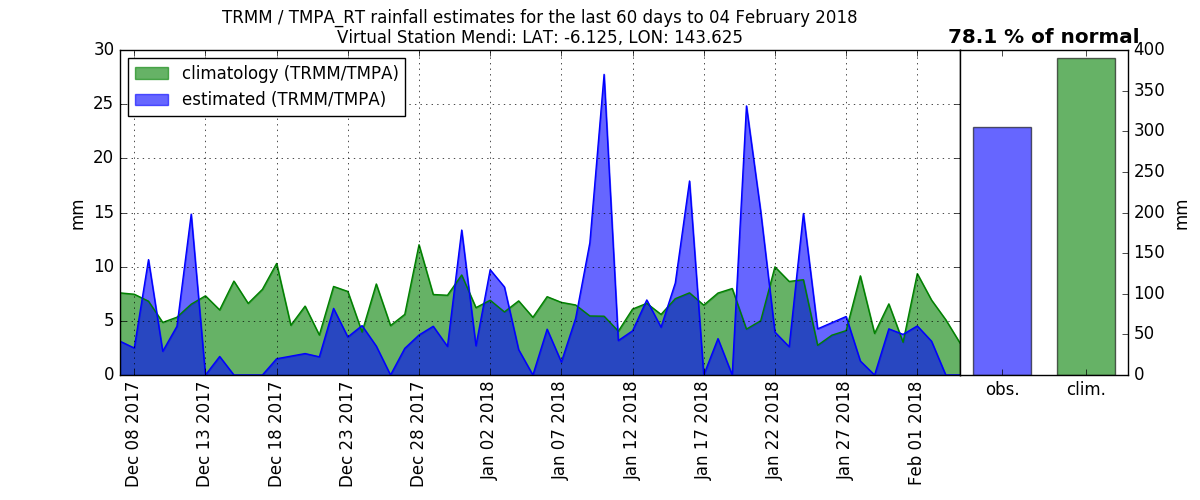 TRMM / TMPA_RT rainfall estimates for the last 60 days to 04 February 2018
Virtual Station Mendi: LAT: -6.125, LON: 143.625
78.1 % of normal
climatology (TRMM/TMPA)
estimated (TRMM/TMPA)
30
25
20
15
10
5
0
mm
400
350
300
250
200
150
100
50
0
mm
Dec 08 2017
Dec 13 2017
Dec 18 2017
Dec 23 2017
Dec 28 2017
Jan 02 2018
Jan 07 2018
Jan 12 2018
Jan 17 2018
Jan 22 2018
Jan 27 2018
Feb 01 2018
obs.
clim.